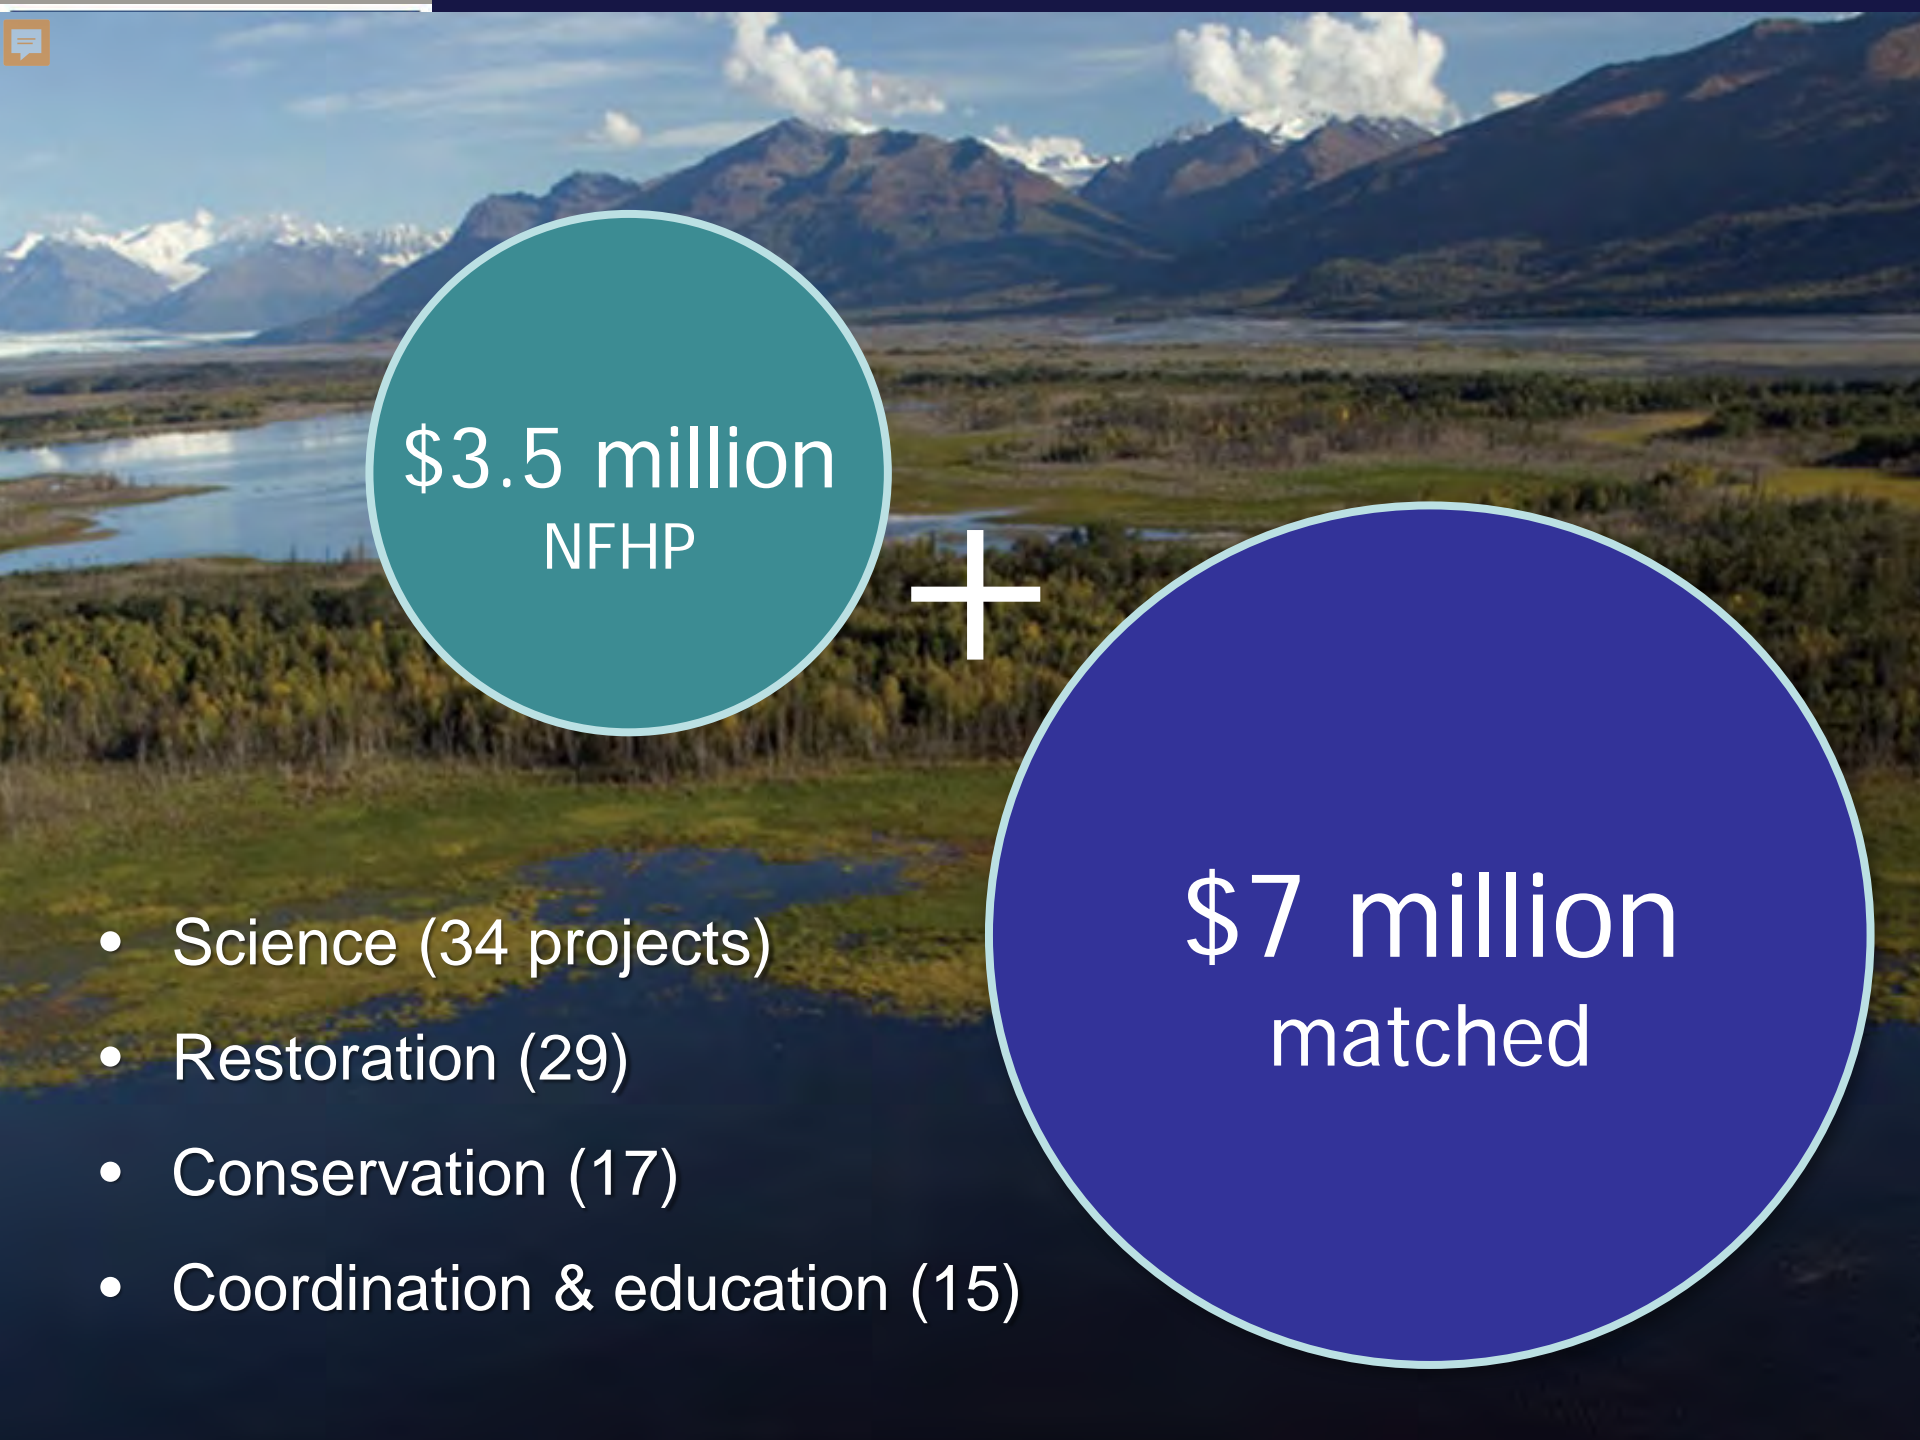 $3.5 million
NFHP
+
$7 million
matched
• Science (34 projects)
• Restoration (29)
• Conservation (17)
• Coordination & education (15)